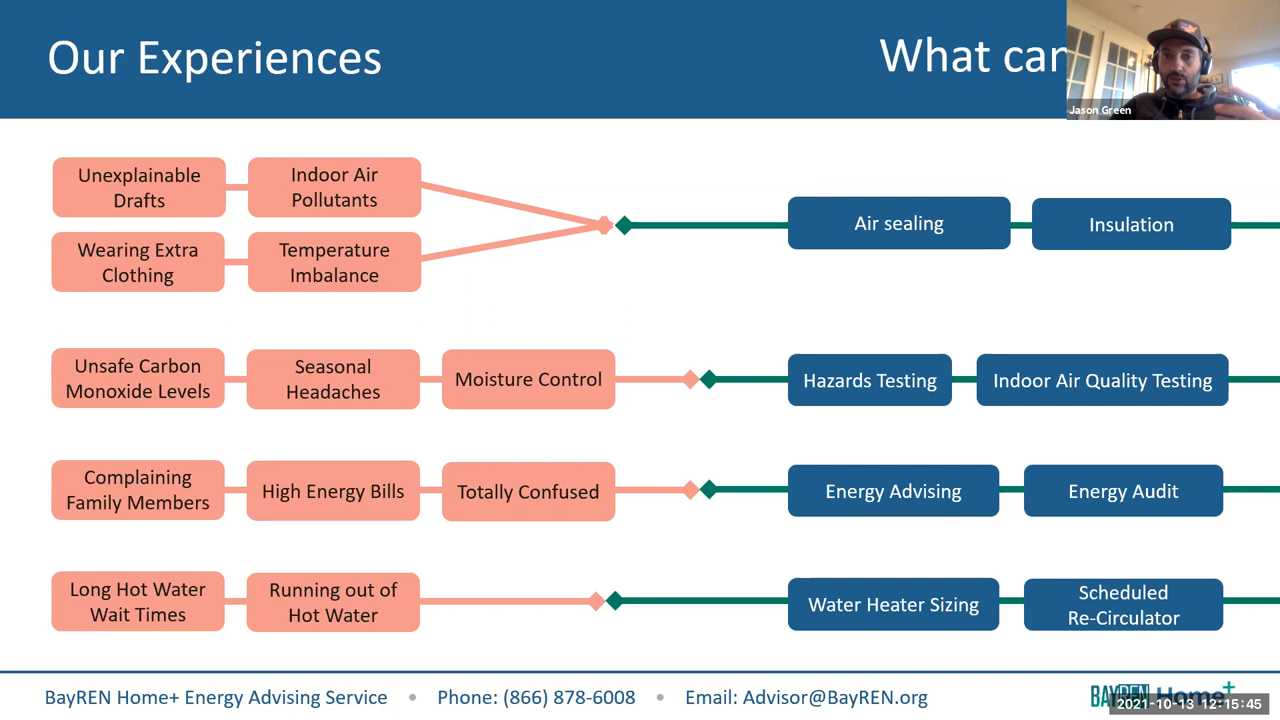 Our Experiences
What can
Jason Green
Unexplainable
Drafts
Indoor Air
Pollutants
Wearing Extra
Clothing
Temperature
Imbalance
Air sealing
Insulation
Unsafe Carbon
Monoxide Levels
Seasonal
Headaches
Moisture Control
Hazards Testing
Indoor Air Quality Testing
Complaining
Family Members
High Energy Bills
Totally Confused
Energy Advising
Energy Audit
Long Hot Water
Wait Times
Running out of
Hot Water
Water Heater Sizing
Scheduled
Re-Circulator
BayREN Home+ Energy Advising Service • Phone: (866) 878-6008 • Email: Advisor@BayREN.org
BAYREN Home+
2021-10-13 12:15:45